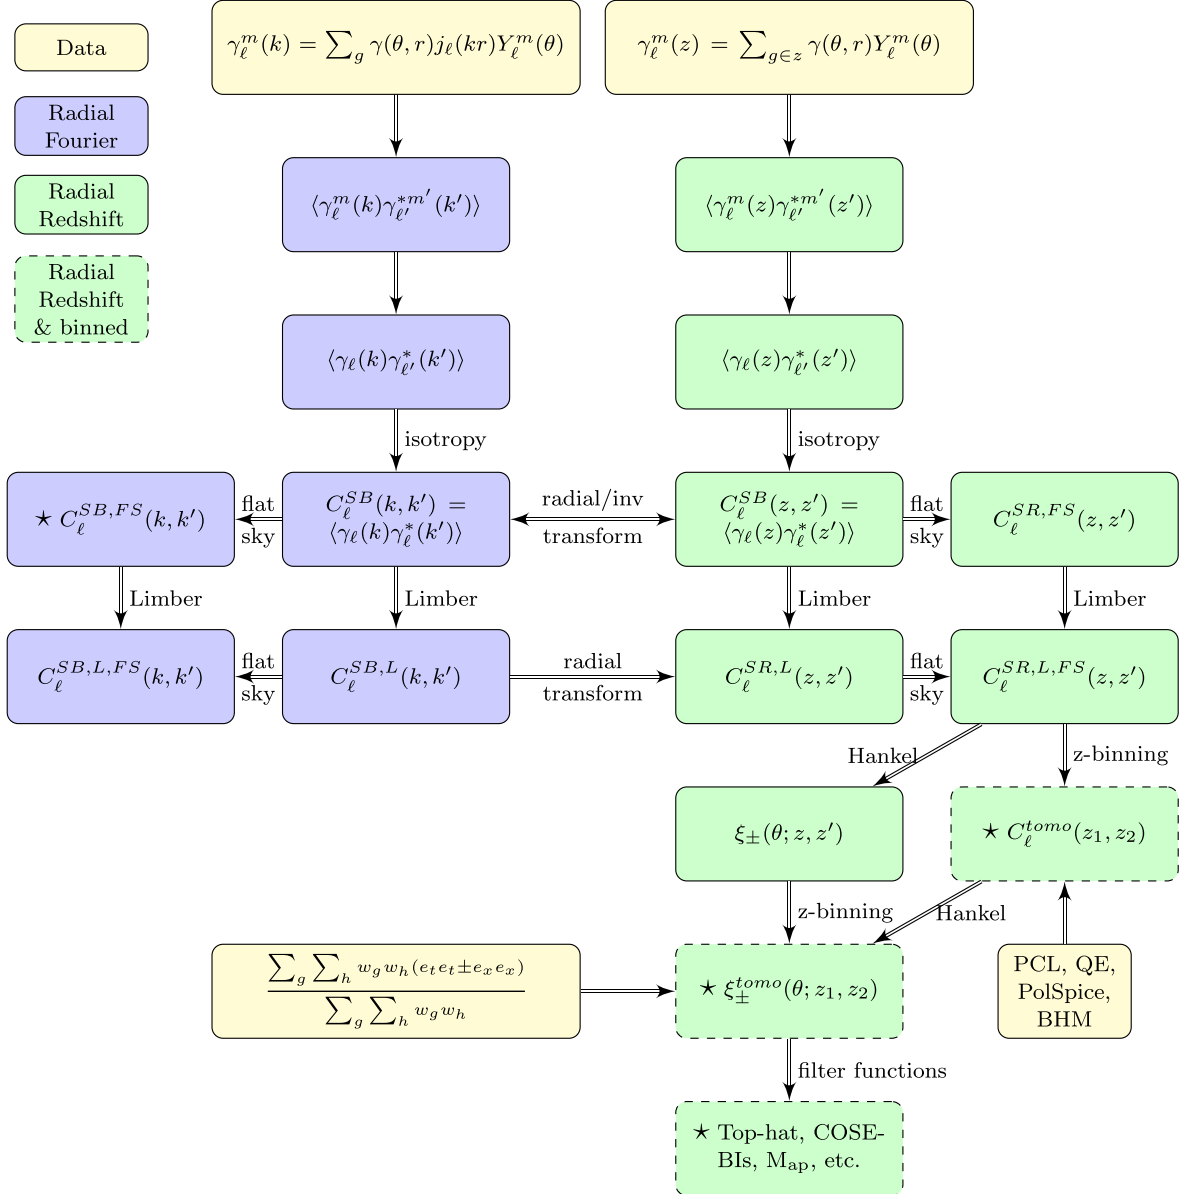 Data
γ_ℓ^m(k) = ∑_g γ(θ, r)j_ℓ(kr)Y_ℓ^m(θ)
γ_ℓ^m(z) = ∑_{g∈z} γ(θ, r)Y_ℓ^m(θ)
Radial
Fourier
Radial
Redshift
Radial
Redshift
& binned
⟨γ_ℓ^m(k)γ_{ℓ′}^{*m′}(k′)⟩
⟨γ_ℓ^m(z)γ_{ℓ′}^{*m′}(z′)⟩
⟨γ_ℓ(k)γ_{ℓ′}^*(k′)⟩
⟨γ_ℓ(z)γ_{ℓ′}^*(z′)⟩
isotropy
isotropy
⋆ C_ℓ^{SB,FS}(k, k′)
flat
sky
C_ℓ^{SB}(k, k′) =
⟨γ_ℓ(k)γ_ℓ^*(k′)⟩
radial/inv
transform
C_ℓ^{SB}(z, z′) =
⟨γ_ℓ(z)γ_ℓ^*(z′)⟩
flat
sky
C_ℓ^{SR,FS}(z, z′)
Limber
Limber
Limber
Limber
C_ℓ^{SB,L,FS}(k, k′)
flat
sky
C_ℓ^{SB,L}(k, k′)
radial
transform
C_ℓ^{SR,L}(z, z′)
flat
sky
C_ℓ^{SR,L,FS}(z, z′)
Hankel
z-binning
ξ_±(θ; z, z′)
⋆ C_ℓ^{tomo}(z_1, z_2)
z-binning
Hankel
∑_g ∑_h w_g w_h(e_t e_t ± e_x e_x)
∑_g ∑_h w_g w_h
⋆ ξ_±^{tomo}(θ; z_1, z_2)
PCL, QE,
PolSpice,
BHM
filter functions
⋆ Top-hat, COSE-
BIs, M_ap, etc.